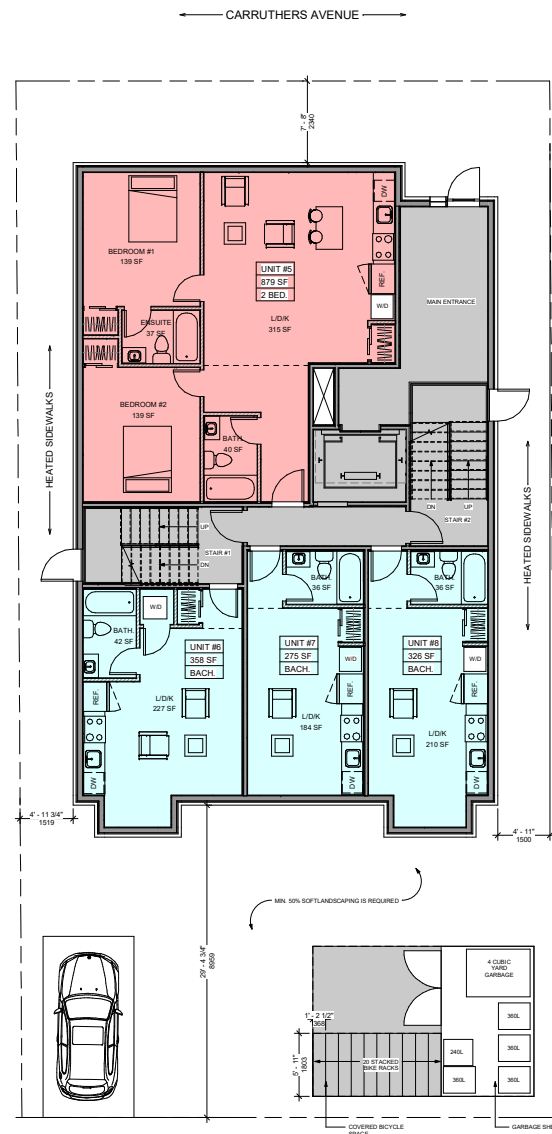 CARRUTHERS AVENUE
7' - 8"
2340
DW
BEDROOM #1
139 SF
UNIT #5
879 SF
2 BED.
REF.
MAIN ENTRANCE
W/D
ENSUITE
37 SF
L/D/K
315 SF
HEATED SIDEWALKS
BEDROOM #2
139 SF
BATH.
40 SF
DN
UP
STAIR #2
UP
STAIR #1
DN
HEATED SIDEWALKS
BATH.
36 SF
BATH.
36 SF
W/D
BATH.
42 SF
UNIT #6
358 SF
BACH.
UNIT #7
275 SF
BACH.
W/D
UNIT #8
326 SF
BACH.
W/D
REF.
L/D/K
227 SF
REF.
L/D/K
184 SF
REF.
L/D/K
210 SF
DW
DW
DW
4' - 11 3/4"
1519
4' - 11"
1500
MIN. 50% SOFTLANDSCAPING IS REQUIRED
29' - 4 3/4"
8959
4 CUBIC
YARD
GARBAGE
1' - 2 1/2"
368
360L
5' - 11"
1803
20 STACKED
BIKE RACKS
240L
360L
360L
360L
COVERED BICYCLE
SPACE
GARBAGE SHE